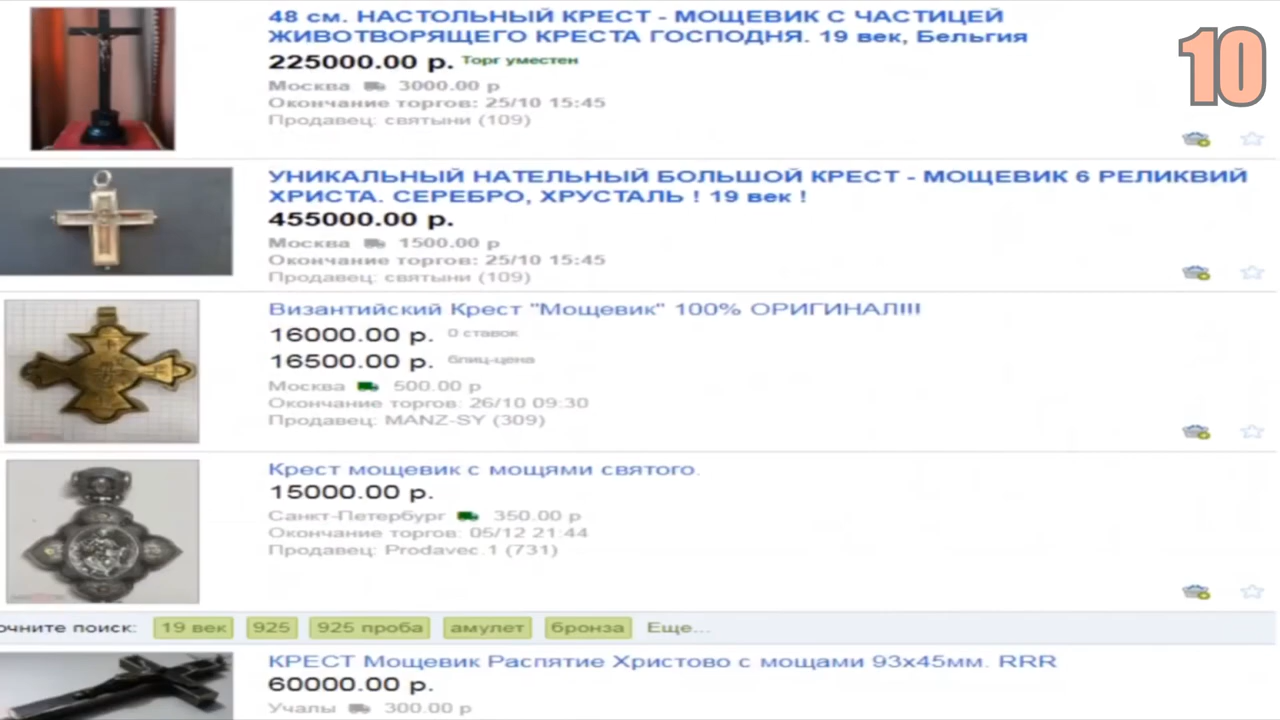 48 см. НАСТОЛЬНЫЙ КРЕСТ - МОЩЕВИК С ЧАСТИЦЕЙ
ЖИВОТВОРЯЩЕГО КРЕСТА ГОСПОДНЯ. 19 век, Бельгия
10
225000.00 р. Торг уместен
Москва 3000.00 р
Окончание торгов: 25/10 15:45
Продавец: святыни (109)
УНИКАЛЬНЫЙ НАТЕЛЬНЫЙ БОЛЬШОЙ КРЕСТ - МОЩЕВИК 6 РЕЛИКВИЙ
ХРИСТА. СЕРЕБРО, ХРУСТАЛЬ ! 19 век !
455000.00 р.
Москва 1500.00 р
Окончание торгов: 25/10 15:45
Продавец: святыни (109)
Византийский Крест "Мощевик" 100% ОРИГИНАЛ!!!
16000.00 р. 0 ставок
16500.00 р. блиц-цена
Москва 500.00 р
Окончание торгов: 26/10 09:30
Продавец: MANZ-SY (309)
Крест мощевик с мощями святого.
15000.00 р.
Санкт-Петербург 350.00 р
Окончание торгов: 05/12 21:44
Продавец: Prodavec.1 (731)
очните поиск: 19 век 925 925 проба амулет бронза Еще...
КРЕСТ Мощевик Распятие Христово с мощами 93х45мм. RRR
60000.00 р.
Учалы 300.00 р